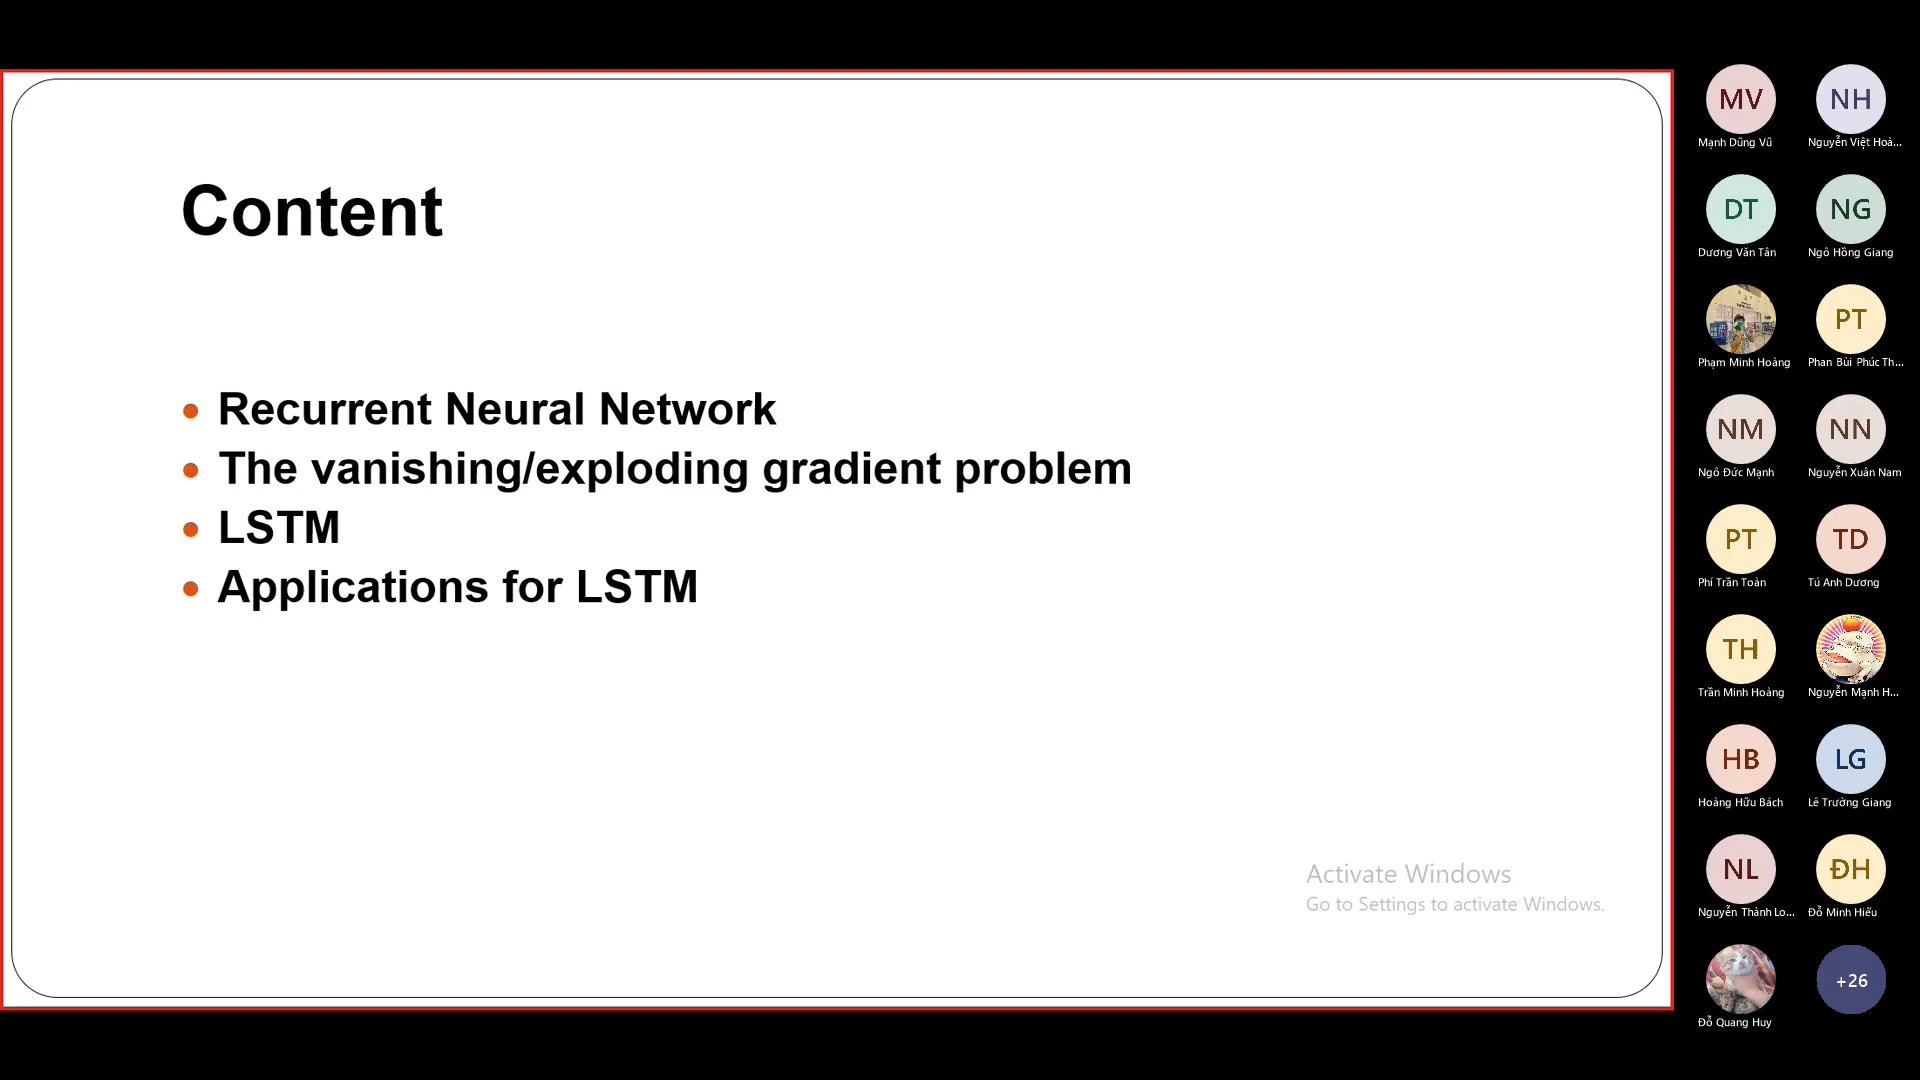 Content
Recurrent Neural Network
The vanishing/exploding gradient problem
LSTM
Applications for LSTM
Activate Windows
Go to Settings to activate Windows.
MV
Mạnh Dũng Vũ
NH
Nguyễn Việt Hoà...
DT
Dương Văn Tân
NG
Ngô Hồng Giang
Phạm Minh Hoàng
PT
Phan Bùi Phúc Th...
NM
Ngô Đức Mạnh
NN
Nguyễn Xuân Nam
PT
Phí Trần Toàn
TD
Tú Anh Dương
TH
Trần Minh Hoàng
Nguyễn Mạnh H...
HB
Hoàng Hữu Bách
LG
Lê Trường Giang
NL
Nguyễn Thành Lo...
ĐH
Đỗ Minh Hiếu
Đỗ Quang Huy
+26